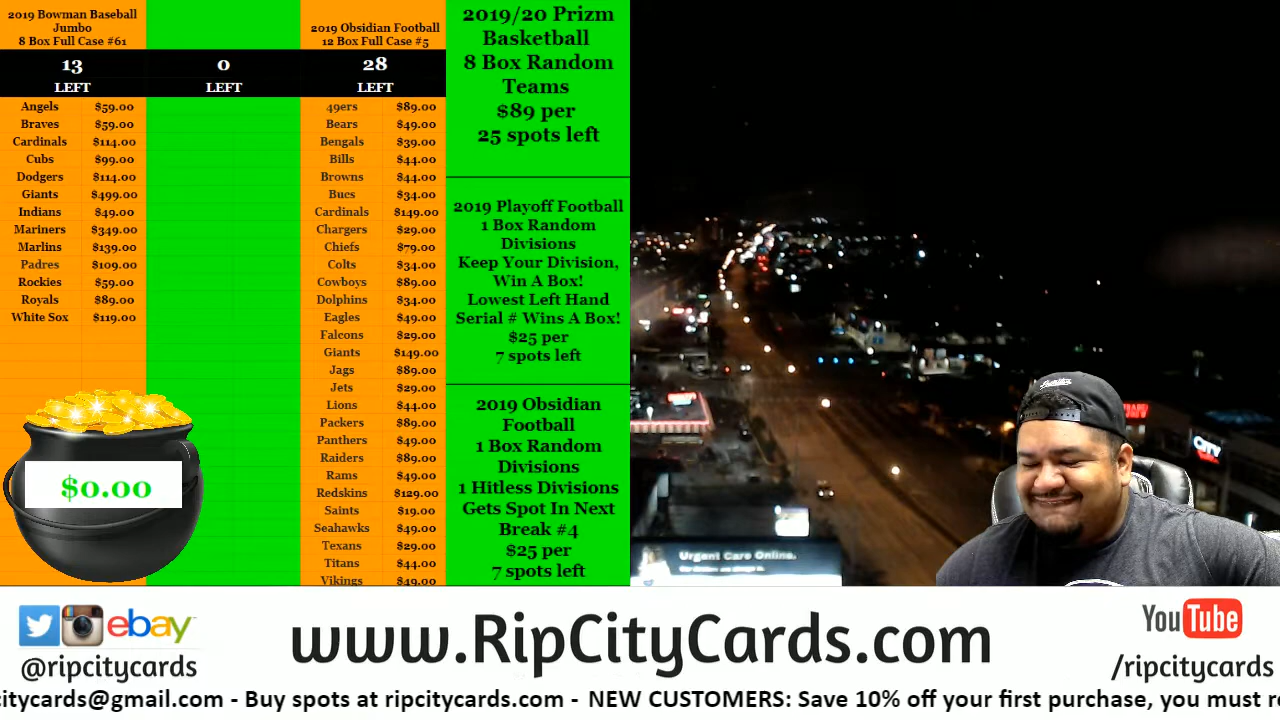 2019 Bowman Baseball
Jumbo
8 Box Full Case #61
13
LEFT
Angels $59.00
Braves $59.00
Cardinals $114.00
Cubs $99.00
Dodgers $114.00
Giants $499.00
Indians $49.00
Mariners $349.00
Marlins $139.00
Padres $109.00
Rockies $59.00
Royals $89.00
White Sox $119.00
$0.00
0
LEFT
2019 Obsidian Football
12 Box Full Case #5
28
LEFT
49ers $89.00
Bears $49.00
Bengals $39.00
Bills $44.00
Browns $44.00
Bucs $34.00
Cardinals $149.00
Chargers $29.00
Chiefs $79.00
Colts $34.00
Cowboys $89.00
Dolphins $34.00
Eagles $49.00
Falcons $29.00
Giants $149.00
Jags $89.00
Jets $29.00
Lions $44.00
Packers $89.00
Panthers $49.00
Raiders $89.00
Rams $49.00
Redskins $129.00
Saints $19.00
Seahawks $49.00
Texans $29.00
Titans $44.00
Vikings $49.00
2019/20 Prizm
Basketball
8 Box Random
Teams
$89 per
25 spots left
2019 Playoff Football
1 Box Random
Divisions
Keep Your Division,
Win A Box!
Lowest Left Hand
Serial # Wins A Box!
$25 per
7 spots left
2019 Obsidian
Football
1 Box Random
Divisions
1 Hitless Divisions
Gets Spot In Next
Break #4
$25 per
7 spots left
Urgent Care Online.
CITY
ebay
@ripcitycards
www.RipCityCards.com
YouTube
/ripcitycards
citycards@gmail.com - Buy spots at ripcitycards.com - NEW CUSTOMERS: Save 10% off your first purchase, you must re